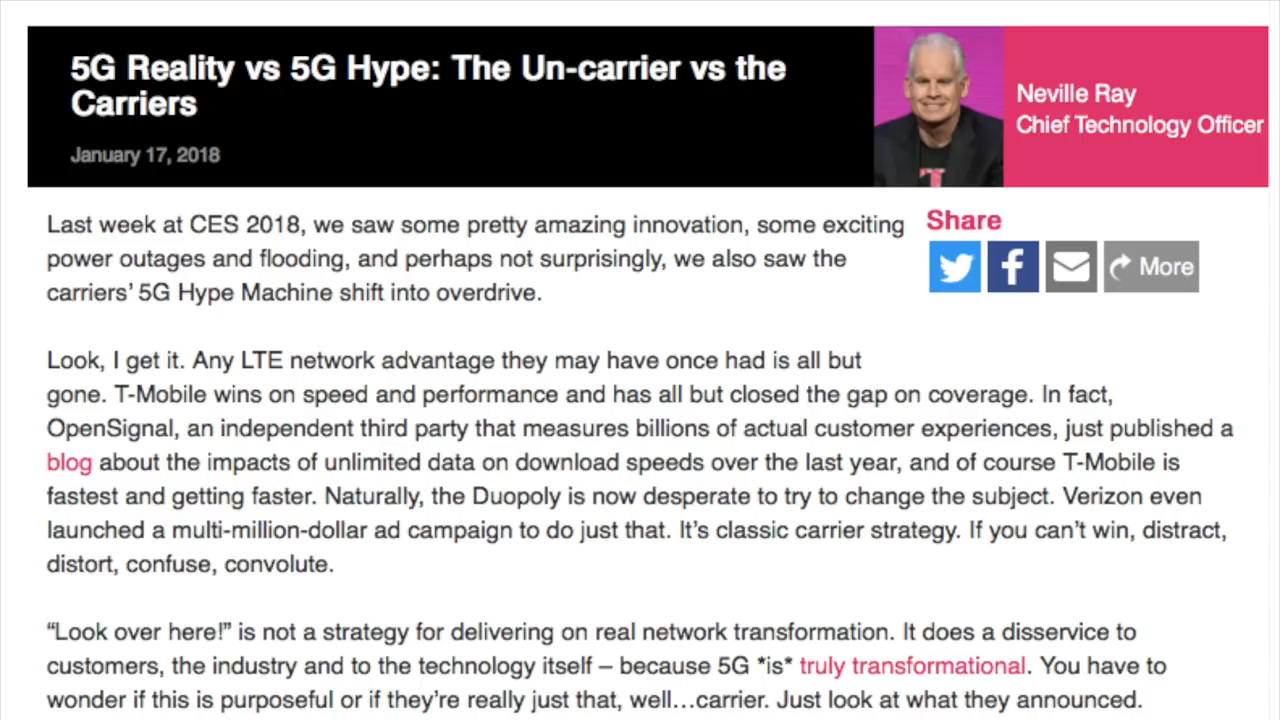 5G Reality vs 5G Hype: The Un-carrier vs the
Carriers
January 17, 2018
Neville Ray
Chief Technology Officer
T
Last week at CES 2018, we saw some pretty amazing innovation, some exciting
power outages and flooding, and perhaps not surprisingly, we also saw the
carriers’ 5G Hype Machine shift into overdrive.
Share
More
Look, I get it. Any LTE network advantage they may have once had is all but
gone. T-Mobile wins on speed and performance and has all but closed the gap on coverage. In fact,
OpenSignal, an independent third party that measures billions of actual customer experiences, just published a
blog about the impacts of unlimited data on download speeds over the last year, and of course T-Mobile is
fastest and getting faster. Naturally, the Duopoly is now desperate to try to change the subject. Verizon even
launched a multi-million-dollar ad campaign to do just that. It’s classic carrier strategy. If you can’t win, distract,
distort, confuse, convolute.
“Look over here!” is not a strategy for delivering on real network transformation. It does a disservice to
customers, the industry and to the technology itself – because 5G *is* truly transformational. You have to
wonder if this is purposeful or if they’re really just that, well…carrier. Just look at what they announced.